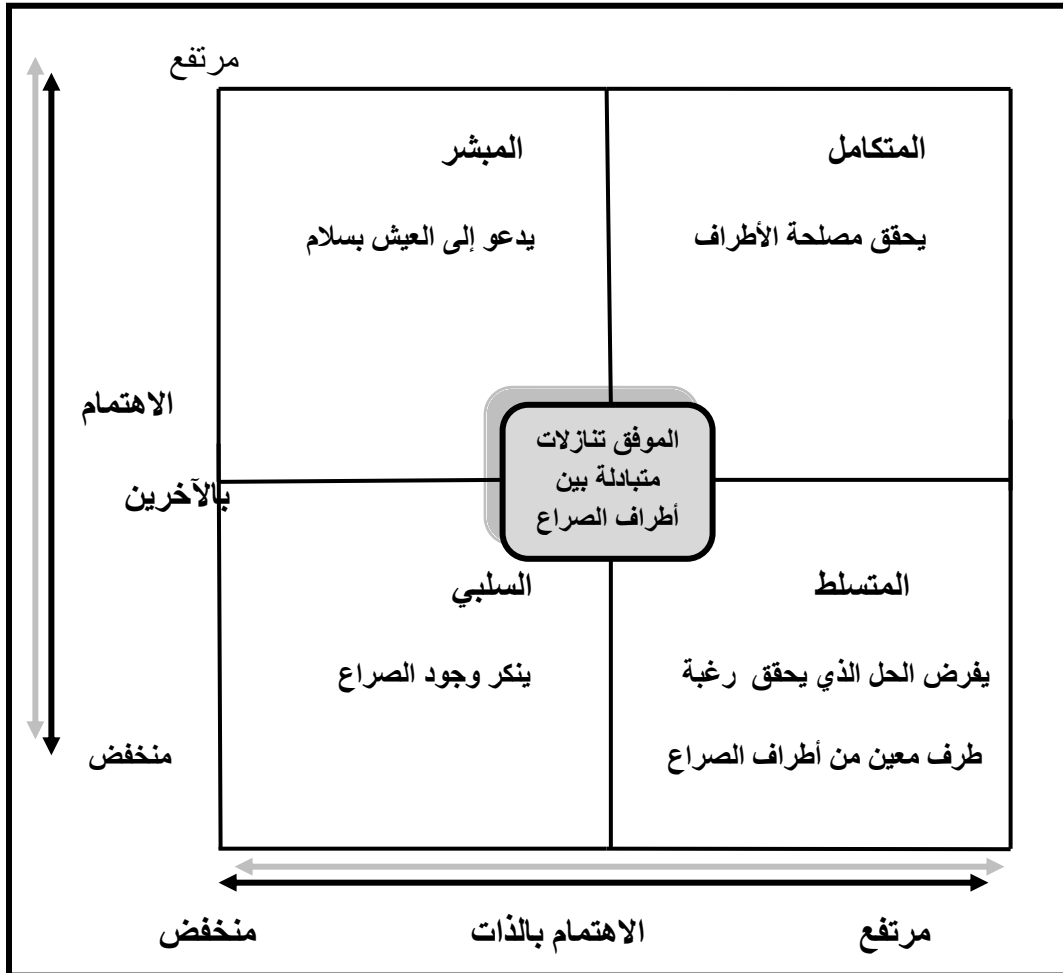 مرتفع
المتكامل
المبشر
يحقق مصلحة الأطراف
يدعو إلى العيش بسلام
الاهتمام
بالآخرين
الموفق تنازلات
متبادلة بين
أطراف الصراع
المتسلط
السلبي
يفرض الحل الذي يحقق رغبة
ينكر وجود الصراع
طرف معين من أطراف الصراع
منخفض
مرتفع
الاهتمام بالذات
منخفض